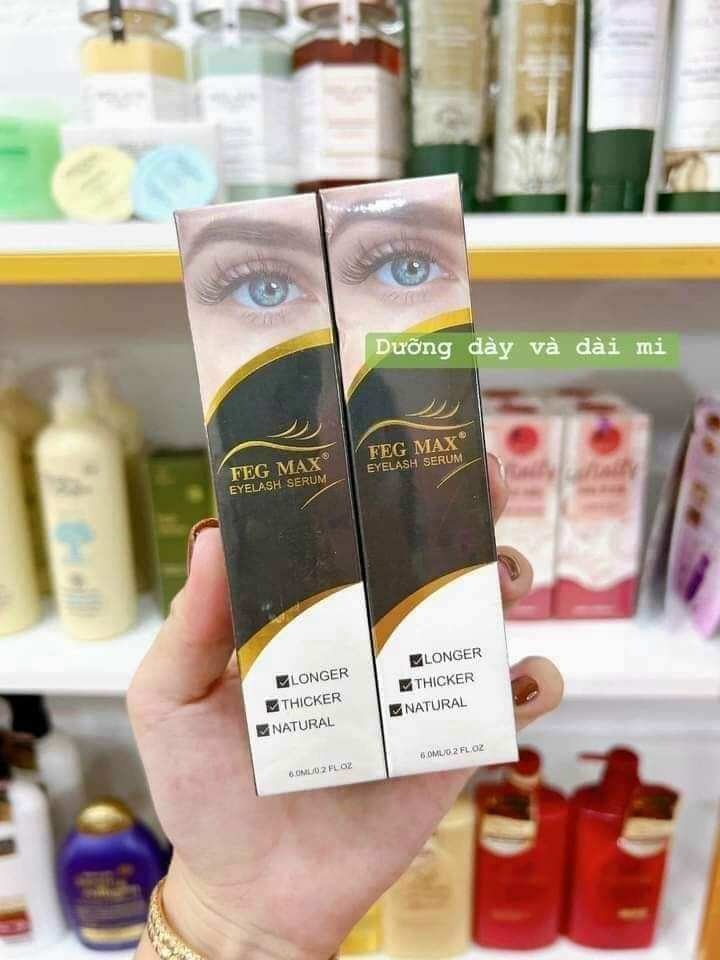 Dưỡng dày và dài mi
FEG MAX®
EYELASH SERUM
LONGER
THICKER
NATURAL
6.0ML/0.2 FL.OZ
FEG MAX®
EYELASH SERUM
LONGER
THICKER
NATURAL
6.0ML/0.2 FL.OZ